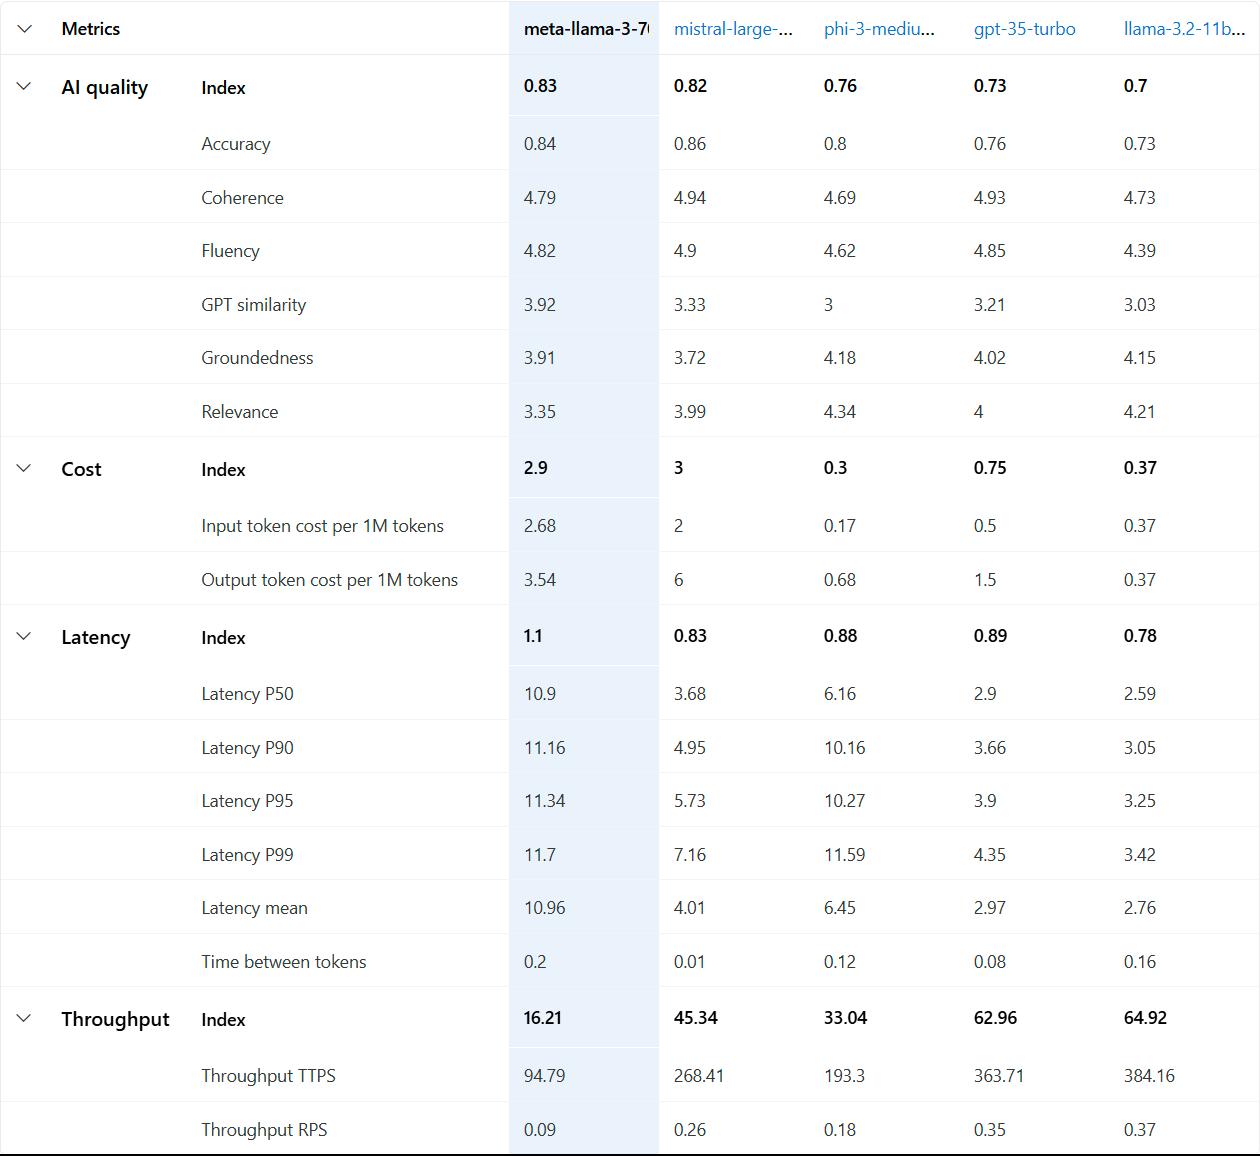 Metrics meta-llama-3-70 mistral-large-... phi-3-mediu... gpt-35-turbo llama-3.2-11b...
AI quality Index 0.83 0.82 0.76 0.73 0.7
Accuracy 0.84 0.86 0.8 0.76 0.73
Coherence 4.79 4.94 4.69 4.93 4.73
Fluency 4.82 4.9 4.62 4.85 4.39
GPT similarity 3.92 3.33 3 3.21 3.03
Groundedness 3.91 3.72 4.18 4.02 4.15
Relevance 3.35 3.99 4.34 4 4.21
Cost Index 2.9 3 0.3 0.75 0.37
Input token cost per 1M tokens 2.68 2 0.17 0.5 0.37
Output token cost per 1M tokens 3.54 6 0.68 1.5 0.37
Latency Index 1.1 0.83 0.88 0.89 0.78
Latency P50 10.9 3.68 6.16 2.9 2.59
Latency P90 11.16 4.95 10.16 3.66 3.05
Latency P95 11.34 5.73 10.27 3.9 3.25
Latency P99 11.7 7.16 11.59 4.35 3.42
Latency mean 10.96 4.01 6.45 2.97 2.76
Time between tokens 0.2 0.01 0.12 0.08 0.16
Throughput Index 16.21 45.34 33.04 62.96 64.92
Throughput TTPS 94.79 268.41 193.3 363.71 384.16
Throughput RPS 0.09 0.26 0.18 0.35 0.37